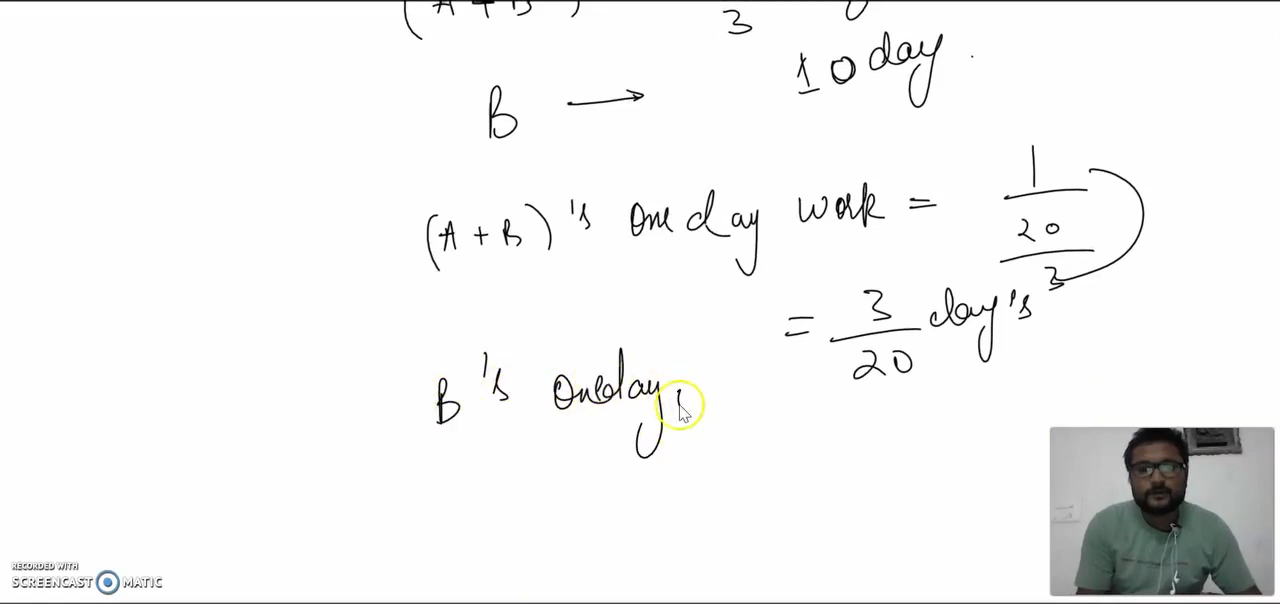 (A + B)
3
10 day.
B →
(A + B)'s One day work = 1/20/3
= 3/20 day's
B's Oneday
RECORDED WITH
SCREENCAST MATIC